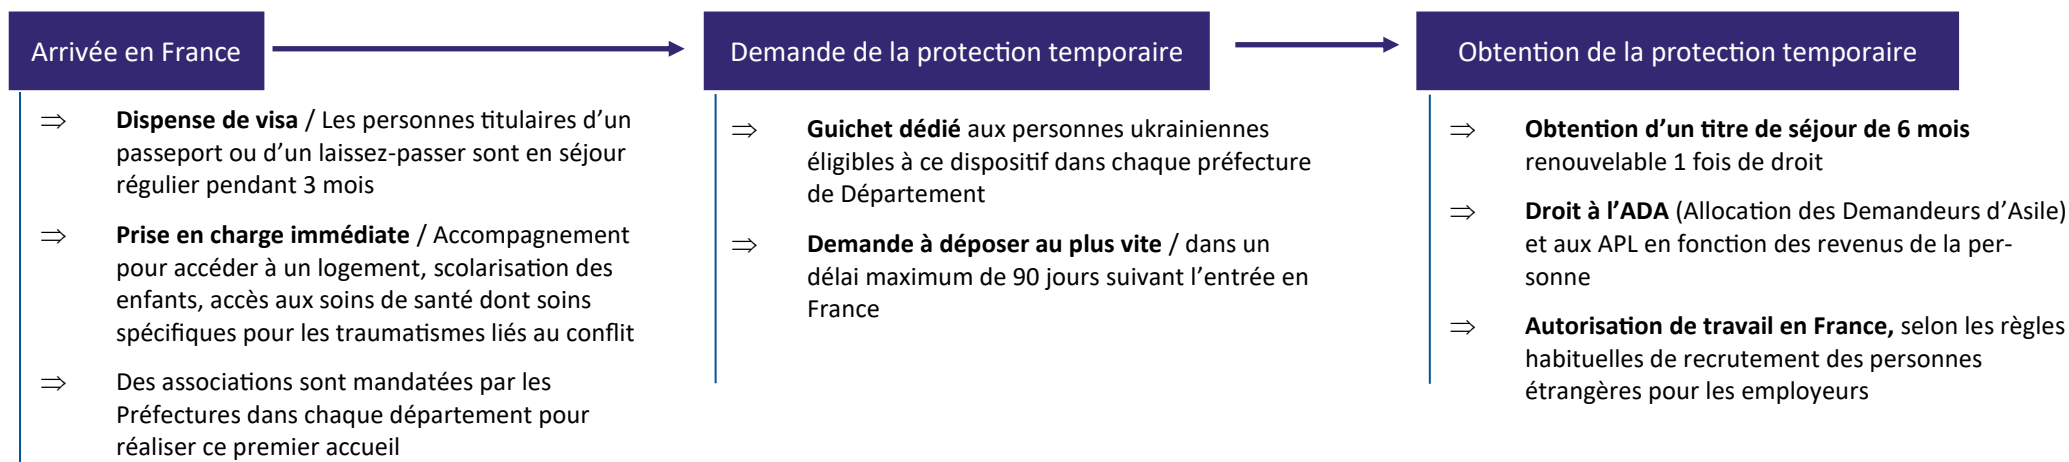 Arrivée en France
⇒ Dispense de visa / Les personnes titulaires d’un
passeport ou d’un laissez-passer sont en séjour
régulier pendant 3 mois
⇒ Prise en charge immédiate / Accompagnement
pour accéder à un logement, scolarisation des
enfants, accès aux soins de santé dont soins
spécifiques pour les traumatismes liés au conflit
⇒ Des associations sont mandatées par les
Préfectures dans chaque département pour
réaliser ce premier accueil
Demande de la protection temporaire
⇒ Guichet dédié aux personnes ukrainiennes
éligibles à ce dispositif dans chaque préfecture
de Département
⇒ Demande à déposer au plus vite / dans un
délai maximum de 90 jours suivant l’entrée en
France
Obtention de la protection temporaire
⇒ Obtention d’un titre de séjour de 6 mois
renouvelable 1 fois de droit
⇒ Droit à l’ADA (Allocation des Demandeurs d’Asile)
et aux APL en fonction des revenus de la per-
sonne
⇒ Autorisation de travail en France, selon les règles
habituelles de recrutement des personnes
étrangères pour les employeurs